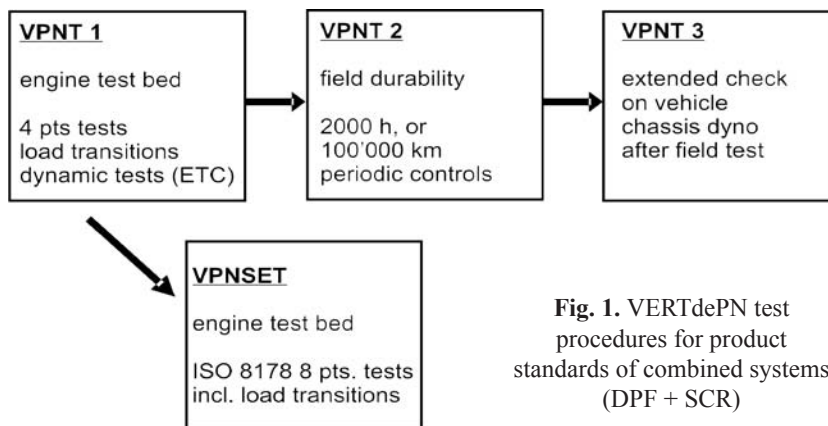 VPNT 1
engine test bed
4 pts tests
load transitions
dynamic tests (ETC)
VPNT 2
field durability
2000 h, or
100'000 km
periodic controls
VPNT 3
extended check
on vehicle
chassis dyno
after field test
VPNSET
engine test bed
ISO 8178 8 pts. tests
incl. load transitions
Fig. 1. VERTdePN test
procedures for product
standards of combined systems
(DPF + SCR)